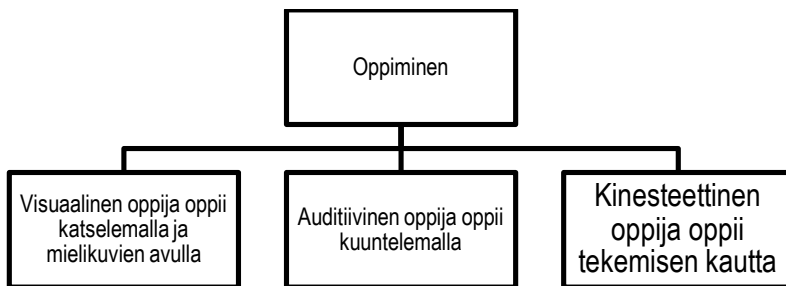 Oppiminen
Visuaalinen oppija oppii
katselemalla ja
mielikuvien avulla
Auditiivinen oppija oppii
kuuntelemalla
Kinesteettinen
oppija oppii
tekemisen kautta